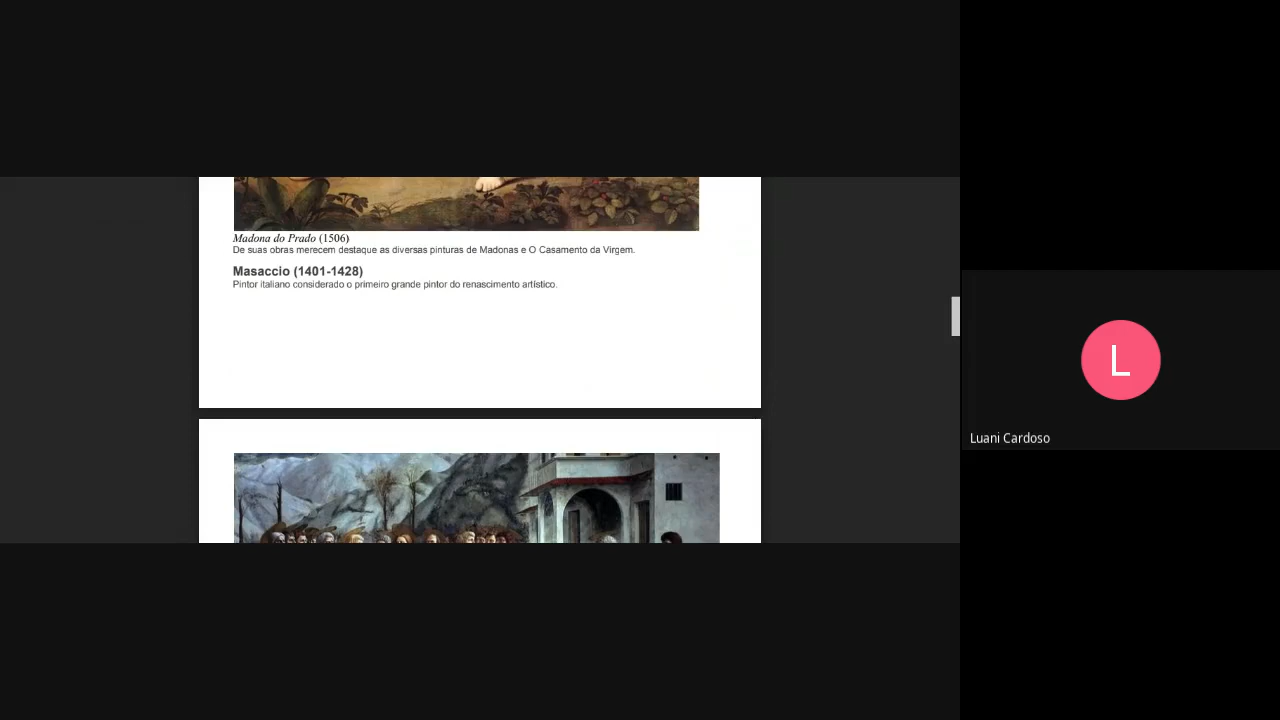 Madona do Prado (1506)
De suas obras merecem destaque as diversas pinturas de Madonas e O Casamento da Virgem.
Masaccio (1401-1428)
Pintor italiano considerado o primeiro grande pintor do renascimento artístico.
L
Luani Cardoso